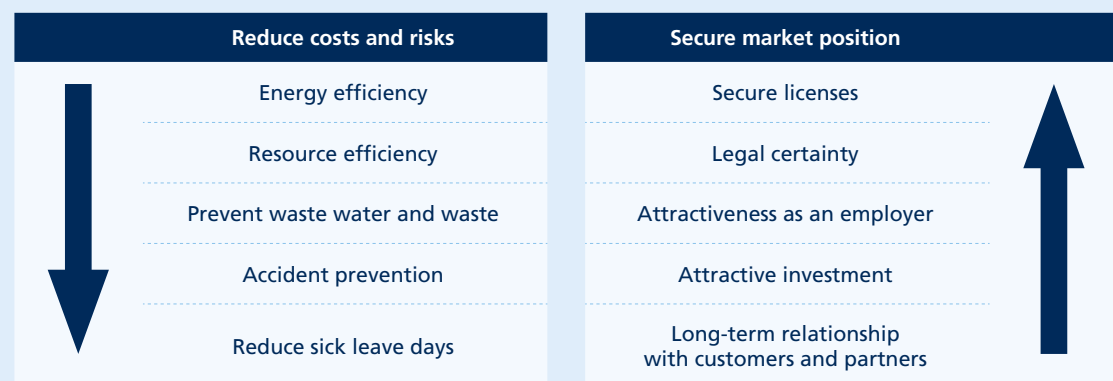 Reduce costs and risks
Energy efficiency
Resource efficiency
Prevent waste water and waste
Accident prevention
Reduce sick leave days
Secure market position
Secure licenses
Legal certainty
Attractiveness as an employer
Attractive investment
Long-term relationship
with customers and partners